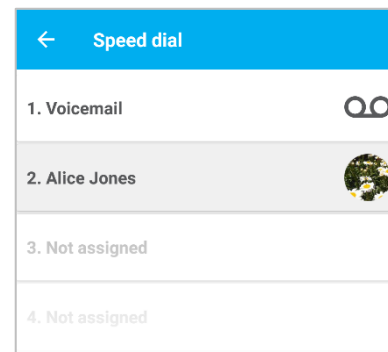 Speed dial
1. Voicemail
2. Alice Jones
3. Not assigned
4. Not assigned